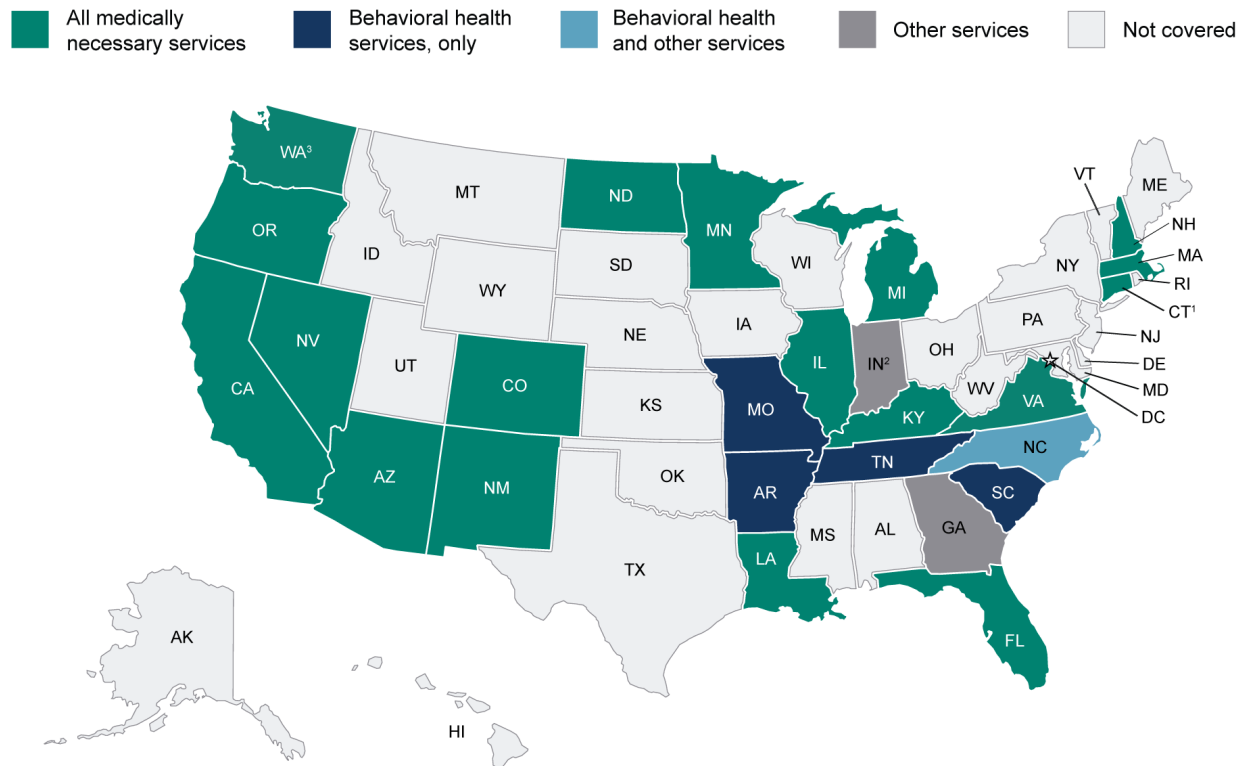 All medically
necessary services
Behavioral health
services, only
Behavioral health
and other services
Other services
Not covered
WA³
MT
ND
MN
VT
ME
NH
OR
ID
SD
WI
NY
MA
MI
RI
WY
CT¹
IA
PA
NJ
NV
NE
OH
UT
IL
IN²
DE
CA
CO
WV
MD
KS
MO
KY
VA
DC
AZ
NM
OK
TN
NC
AR
SC
MS
AL
GA
TX
LA
AK
FL
HI